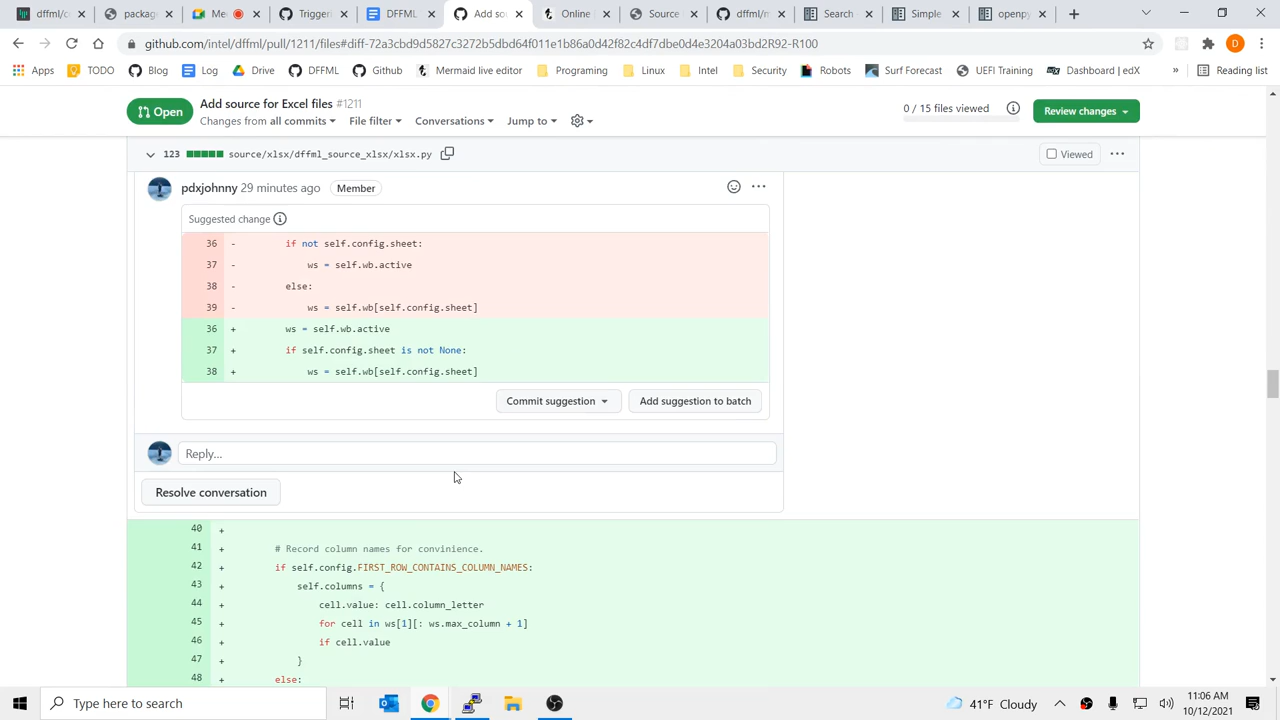 dffml/c
package
Me
Triggeri
DFFML
Add sou
Online
Source
dffml/m
Search
Simple
openpy
github.com/intel/dffml/pull/1211/files#diff-72a3cbd9d5827c3273b5dbd64f011e1b86a0d42f82c4df7dbe0d4e3204a03bd2R92-R100
Apps
TODO
Blog
Log
Drive
DFFML
Github
Mermaid live editor
Programing
Linux
Intel
Security
Robots
Surf Forecast
UEFI Training
Dashboard | edX
»
Reading list
Open
Add source for Excel files #1211
Changes from all commits
File filter
Conversations
Jump to
0 / 15 files viewed
Review changes
123 source/xlsx/dffml_source_xlsx/xlsx.py
Viewed
pdxjohnny 29 minutes ago Member
Suggested change
36 - if not self.config.sheet:
37 - ws = self.wb.active
38 - else:
39 - ws = self.wb[self.config.sheet]
36 + ws = self.wb.active
37 + if self.config.sheet is not None:
38 + ws = self.wb[self.config.sheet]
Commit suggestion
Add suggestion to batch
Reply...
Resolve conversation
40 +
41 + # Record column names for convinience.
42 + if self.config.FIRST_ROW_CONTAINS_COLUMN_NAMES:
43 + self.columns = {
44 + cell.value: cell.column_letter
45 + for cell in ws[1][: ws.max_column + 1]
46 + if cell.value
47 + }
48 + else:
Type here to search
41°F Cloudy
11:06 AM
10/12/2021